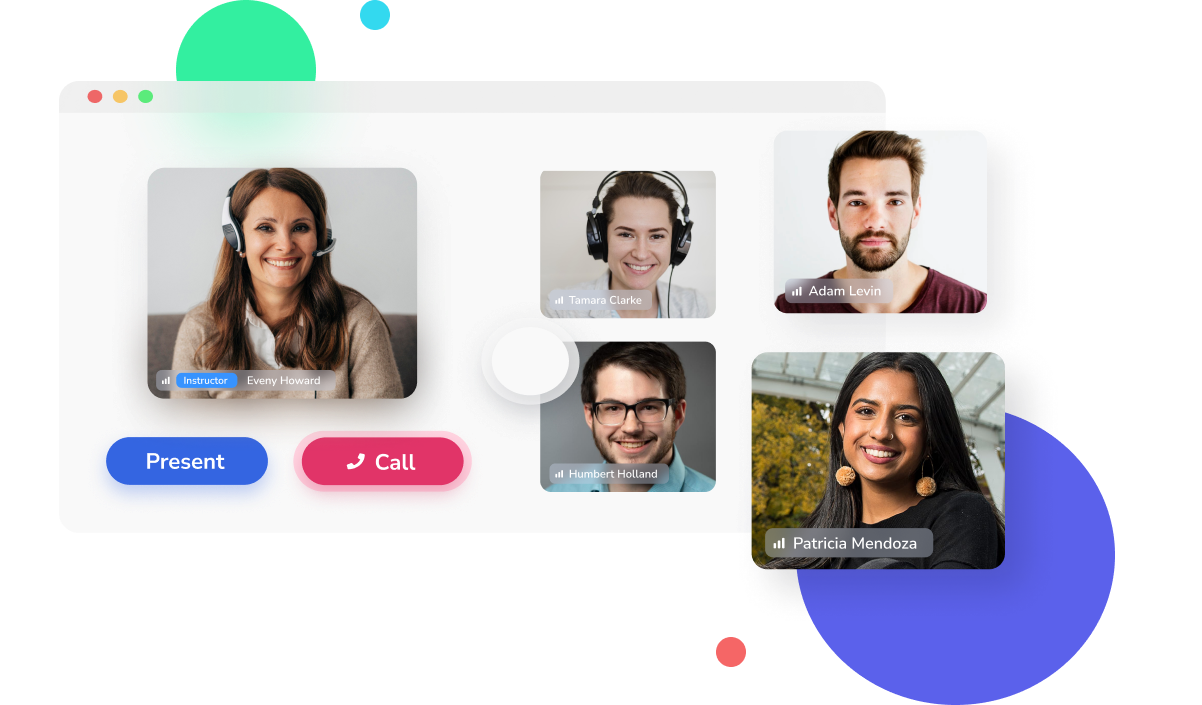 Instructor Eveny Howard
Present
Call
Tamara Clarke
Humbert Holland
Adam Levin
Patricia Mendoza